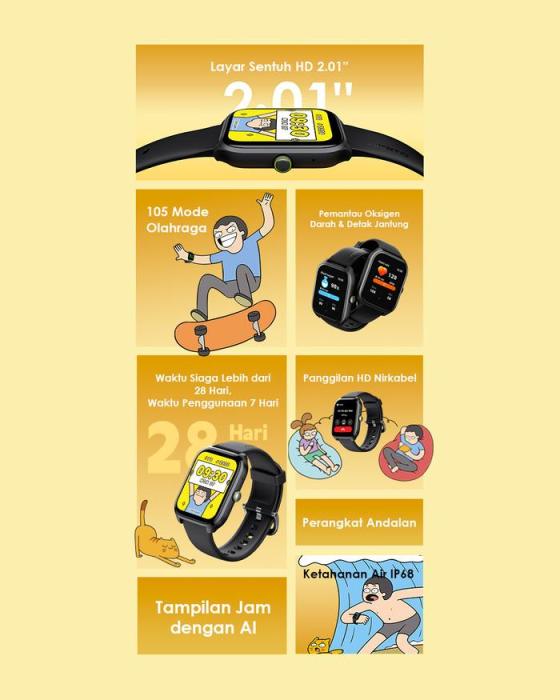 Layar Sentuh HD 2.01"
2.01"
105 Mode
Olahraga
Pemantau Oksigen
Darah & Detak Jantung
Waktu Siaga Lebih dari
28 Hari,
Waktu Penggunaan 7 Hari
28 Hari
09:30
Panggilan HD Nirkabel
Perangkat Andalan
Tampilan Jam
dengan AI
Ketahanan Air IP68